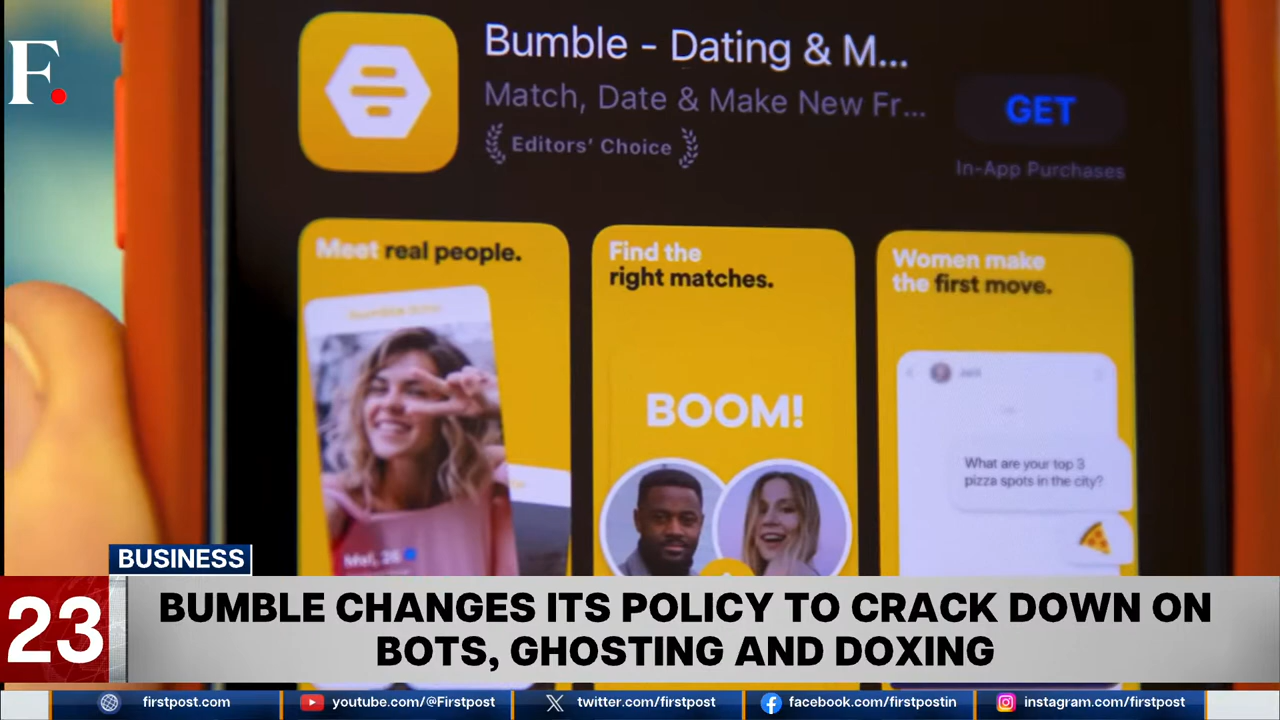 F.
Bumble - Dating & M...
Match, Date & Make New Fr...
Editors' Choice
GET
In-App Purchases
Meet real people.
Find the
right matches.
Women make
the first move.
BOOM!
What are your top 3
pizza spots in the city?
BUSINESS
23
BUMBLE CHANGES ITS POLICY TO CRACK DOWN ON
BOTS, GHOSTING AND DOXING
firstpost.com
youtube.com/@Firstpost
twitter.com/firstpost
facebook.com/firstpostin
instagram.com/firstpost